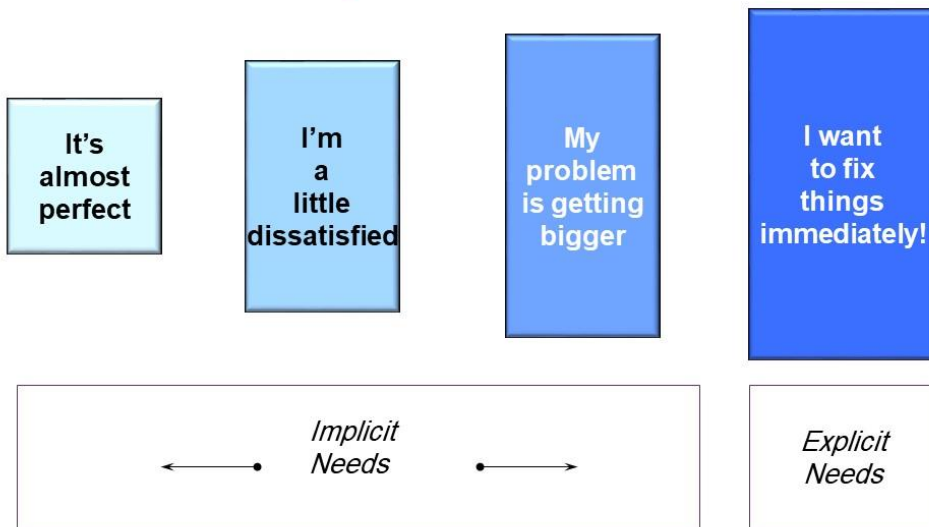 It's
almost
perfect
I'm
a
little
dissatisfied
My
problem
is getting
bigger
I want
to fix
things
immediately!
Implicit
Needs
Explicit
Needs